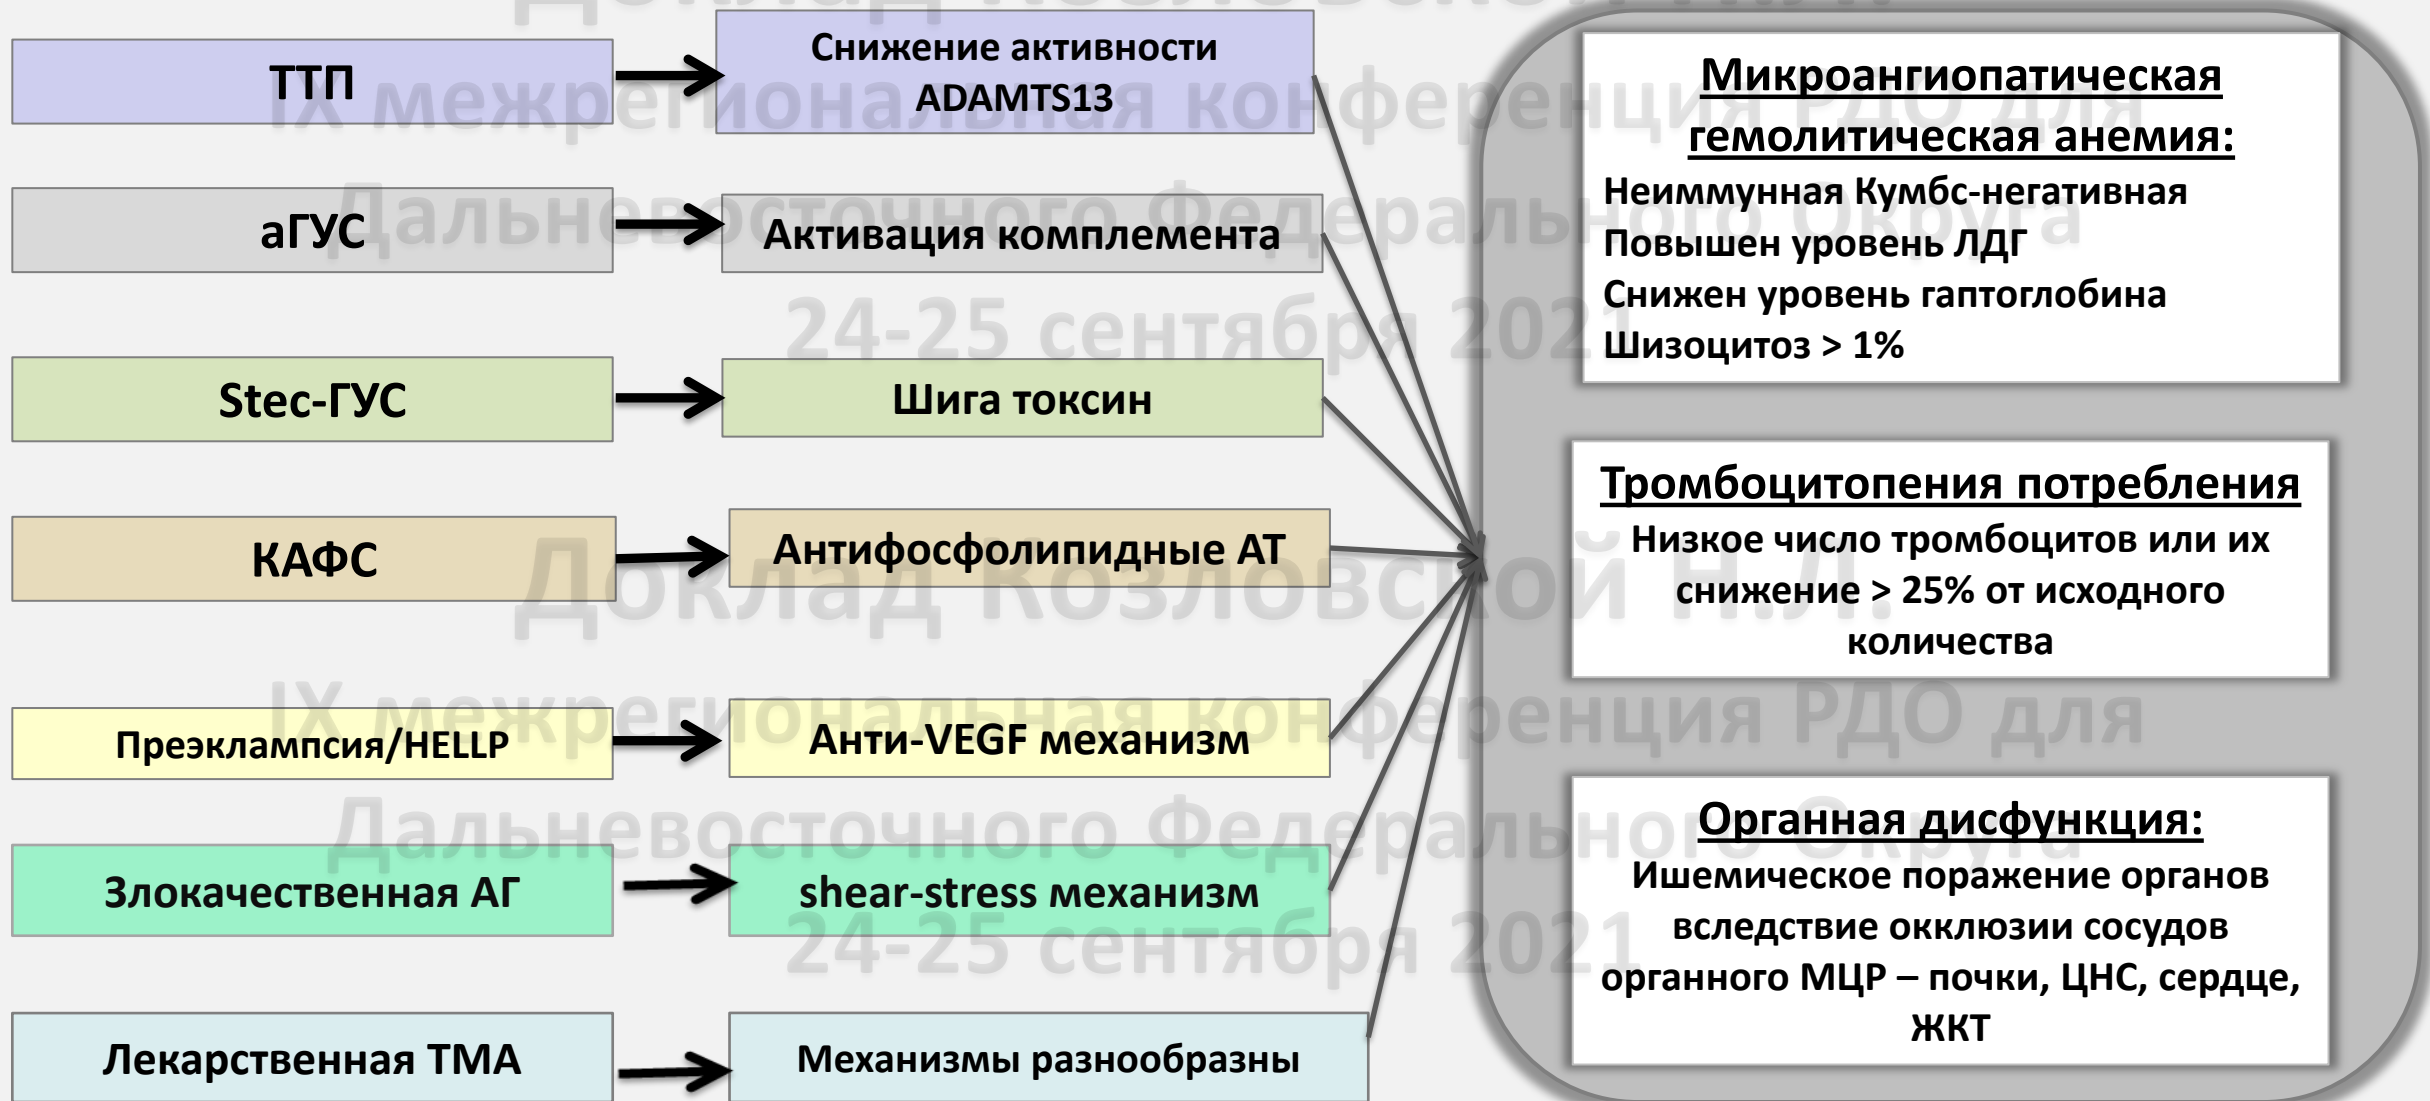 Доклад Козловской Н.Л.
ТТП
Снижение активности
ADAMTS13
IX межрегиональная конференция РДО для
аГУС
Активация комплемента
Дальневосточного Федерального Округа
24-25 сентября 2021
Stec-ГУС
Шига токсин
КАФС
Антифосфолипидные АТ
Доклад Козловской Н.Л.
IX межрегиональная конференция РДО для
Преэклампсия/HELLP
Анти-VEGF механизм
Дальневосточного Федерального Округа
Злокачественная АГ
shear-stress механизм
24-25 сентября 2021
Лекарственная ТМА
Механизмы разнообразны
Микроангиопатическая
гемолитическая анемия:
Неиммунная Кумбс-негативная
Повышен уровень ЛДГ
Снижен уровень гаптоглобина
Шизоцитоз > 1%
Тромбоцитопения потребления
Низкое число тромбоцитов или их
снижение > 25% от исходного
количества
Органная дисфункция:
Ишемическое поражение органов
вследствие окклюзии сосудов
органного МЦР – почки, ЦНС, сердце,
ЖКТ